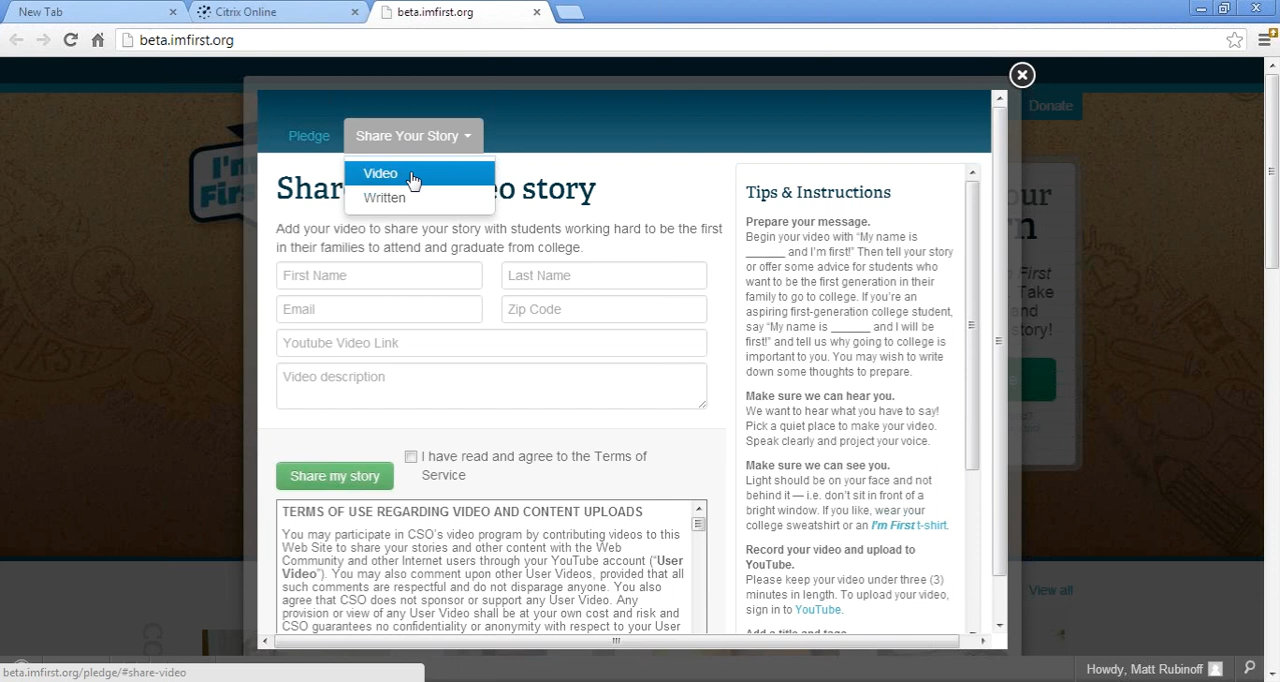 New Tab
Citrix Online
beta.imfirst.org
beta.imfirst.org
Donate
Pledge
Share Your Story
Video
Written
I'm
First
Shar
o story
Add your video to share your story with students working hard to be the first
in their families to attend and graduate from college.
First Name
Last Name
Email
Zip Code
Youtube Video Link
Video description
Share my story
I have read and agree to the Terms of
Service
TERMS OF USE REGARDING VIDEO AND CONTENT UPLOADS
You may participate in CSO's video program by contributing videos to this
Web Site to share your stories and other content with the Web
Community and other Internet users through your YouTube account ("User
Video"). You may also comment upon other User Videos, provided that all
such comments are respectful and do not disparage anyone. You also
agree that CSO does not sponsor or support any User Video. Any
provision or view of any User Video shall be at your own cost and risk and
CSO guarantees no confidentiality or anonymity with respect to your User
Tips & Instructions
Prepare your message.
Begin your video with "My name is
______ and I'm first!" Then tell your story
or offer some advice for students who
want to be the first generation in their
family to go to college. If you're an
aspiring first-generation college student,
say "My name is ______ and I will be
first!" and tell us why going to college is
important to you. You may wish to write
down some thoughts to prepare.
Make sure we can hear you.
We want to hear what you have to say!
Pick a quiet place to make your video.
Speak clearly and project your voice.
Make sure we can see you.
Light should be on your face and not
behind it — i.e. don't sit in front of a
bright window. If you like, wear your
college sweatshirt or an I'm First t-shirt.
Record your video and upload to
YouTube.
Please keep your video under three (3)
minutes in length. To upload your video,
sign in to YouTube.
Add a title and tags
our
rn
First
Take
and
story!
View all
beta.imfirst.org/pledge/#share-video
Howdy, Matt Rubinoff